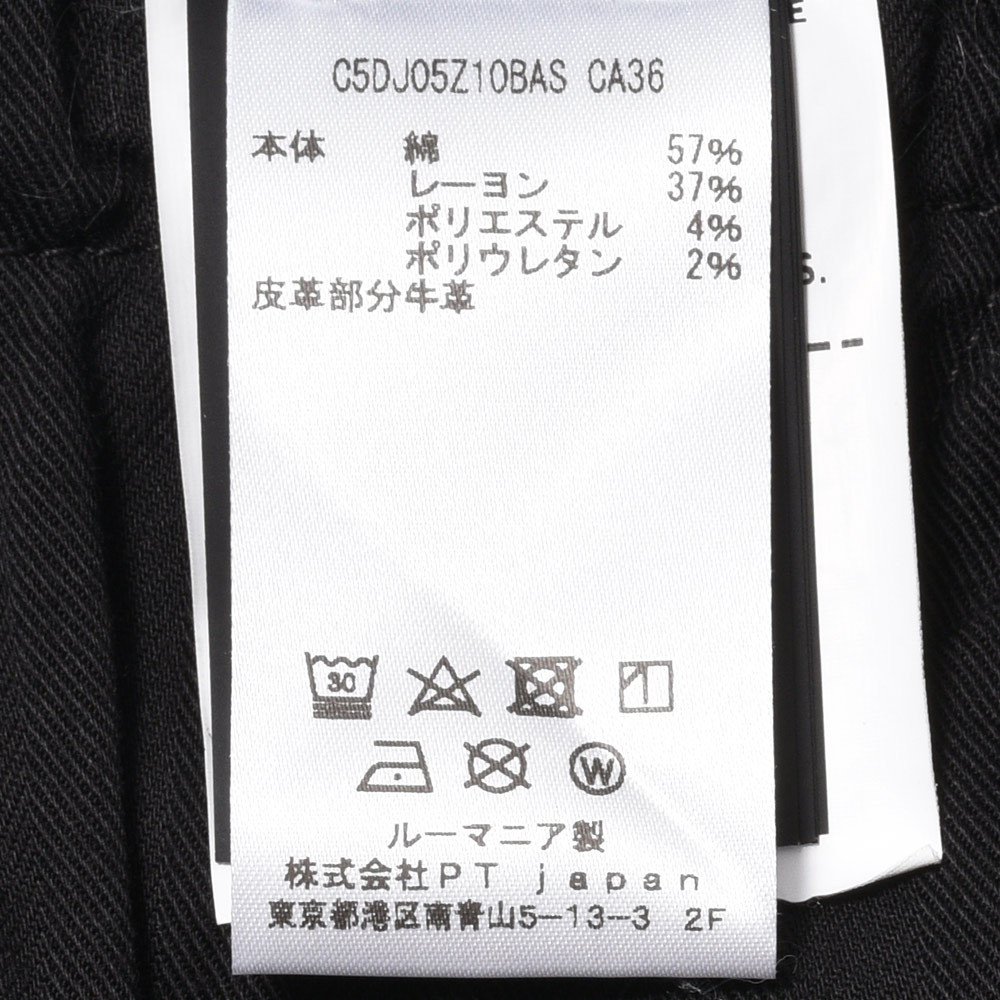 C5DJ05Z10BAS CA36
本体 綿 57%
レーヨン 37%
ポリエステル 4%
ポリウレタン 2%
皮革部分牛革
30
W
ルーマニア製
株式会社PT japan
東京都港区南青山5-13-3 2F
E
S.